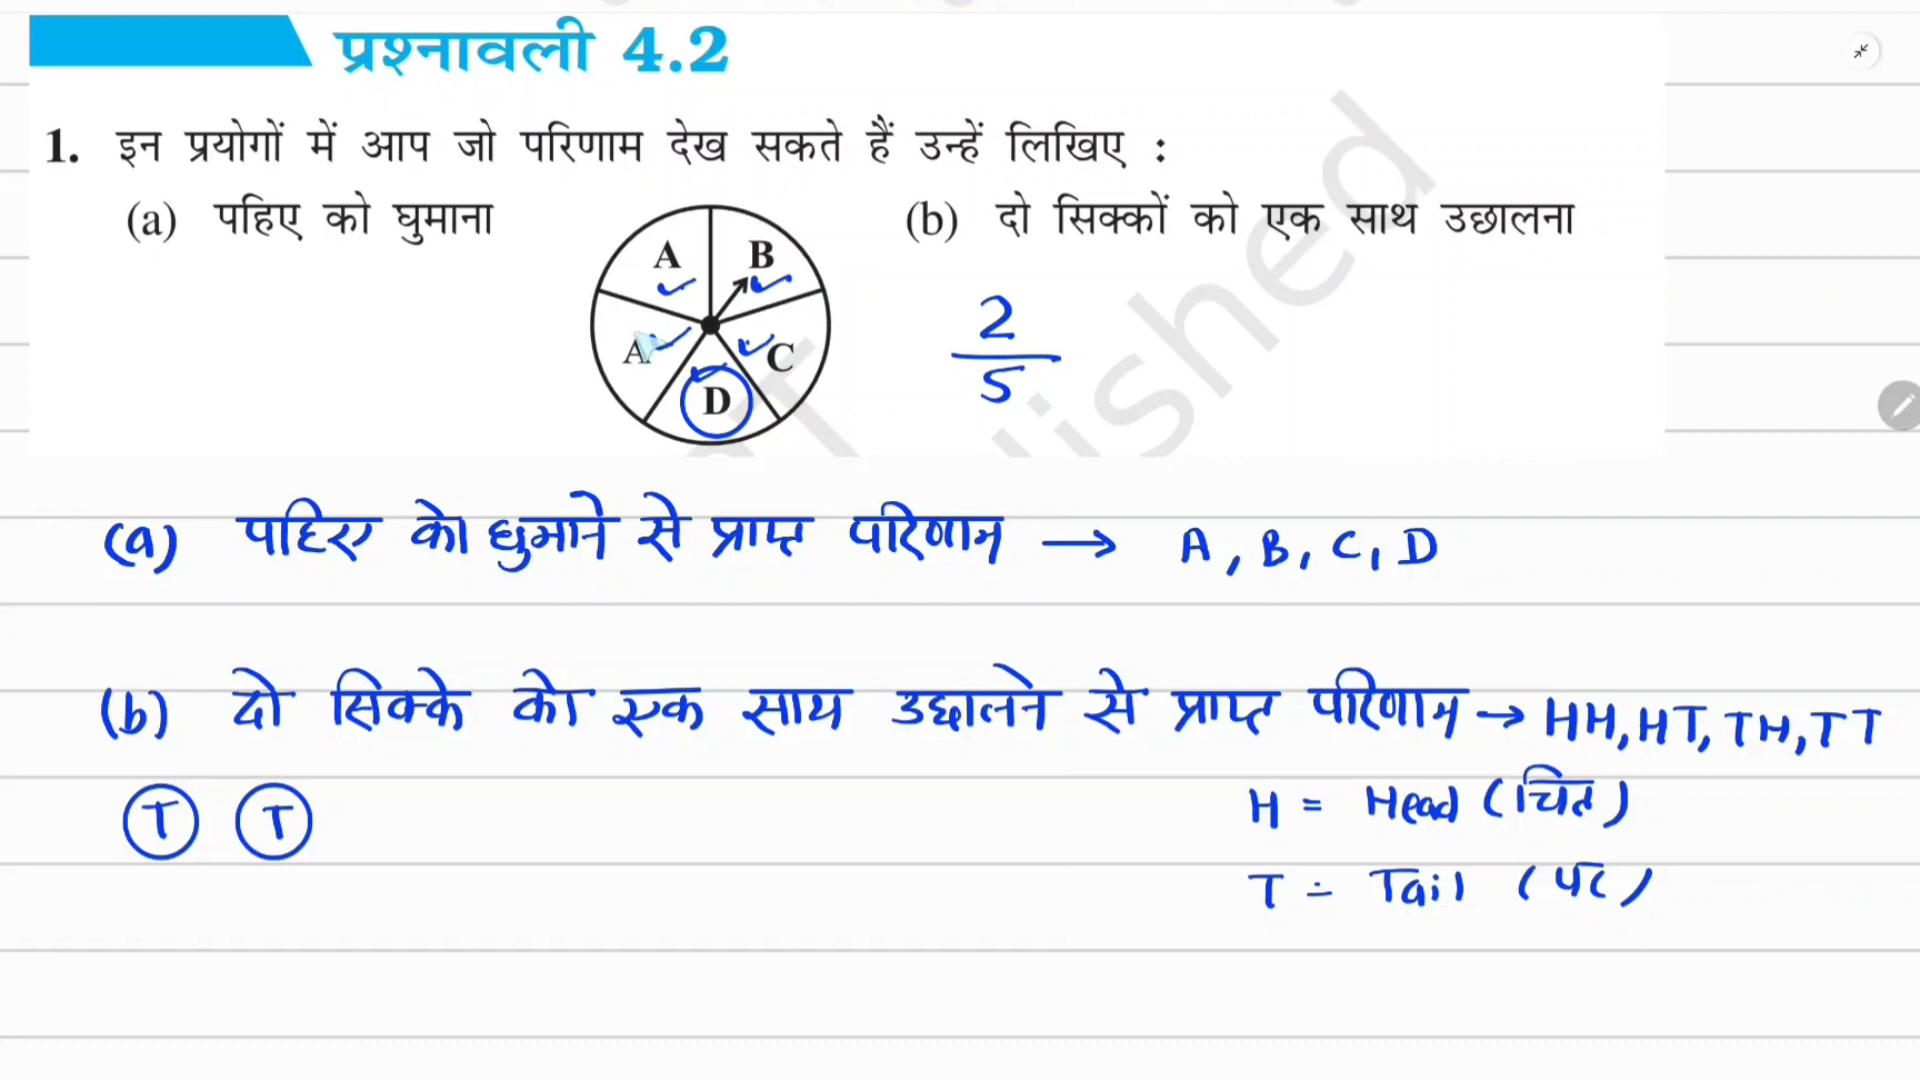 प्रश्नावली 4.2
1. इन प्रयोगों में आप जो परिणाम देख सकते हैं उन्हें लिखिए :
(a) पहिए को घुमाना
(b) दो सिक्कों को एक साथ उछालना
A B
A C
D
2
5
(a) पहिए को घुमाने से प्राप्त परिणाम → A, B, C, D
(b) दो सिक्के को एक साथ उछालने से प्राप्त परिणाम → HH, HT, TH, TT
T T
H = Head (चित)
T = Tail (पट)